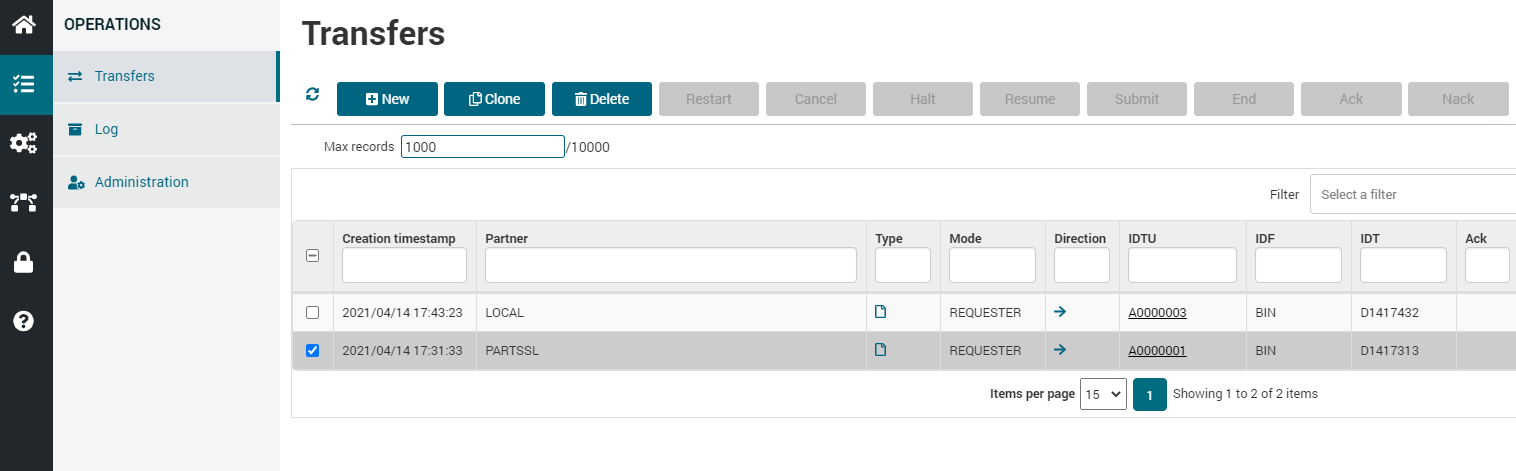 OPERATIONS
Transfers
Log
Administration
Transfers
New Clone Delete Restart Cancel Halt Resume Submit End Ack Nack
Max records 1000 /10000
Filter Select a filter
Creation timestamp Partner Type Mode Direction IDTU IDF IDT Ack
2021/04/14 17:43:23 LOCAL REQUESTER A0000003 BIN D1417432
2021/04/14 17:31:33 PARTSSL REQUESTER A0000001 BIN D1417313
Items per page 15 1 Showing 1 to 2 of 2 items